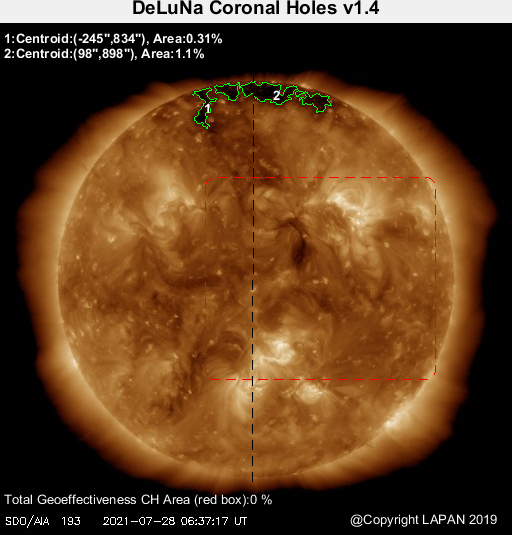 DeLuNa Coronal Holes v1.4
1:Centroid:(-245",834"), Area:0.31%
2:Centroid:(98",898"), Area:1.1%
2
1
Total Geoeffectiveness CH Area (red box):0 %
SDO/AIA 193 2021-07-28 06:37:17 UT
@Copyright LAPAN 2019